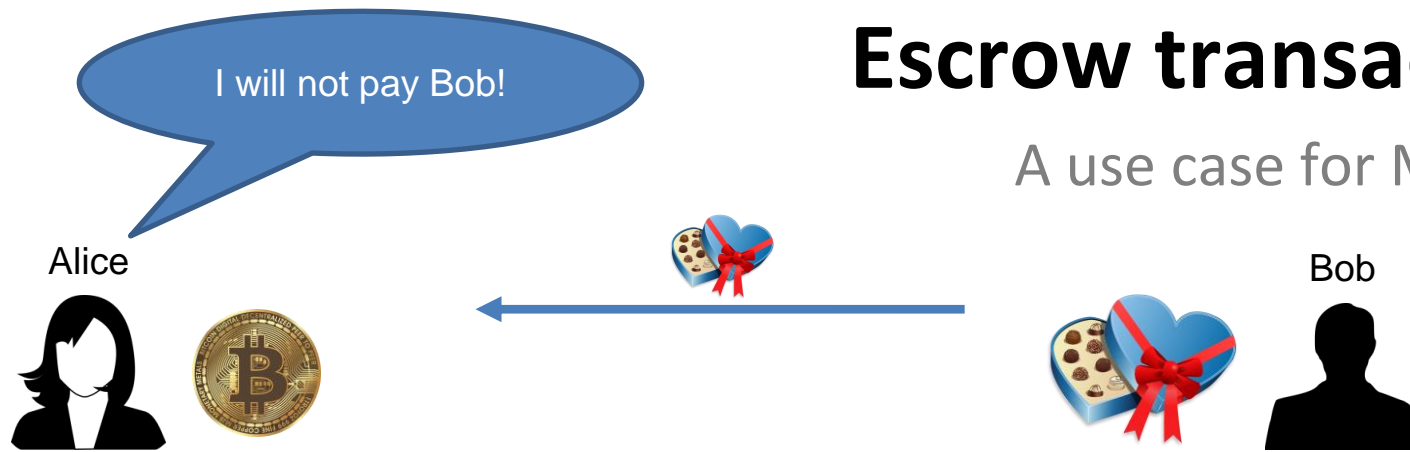 I will not pay Bob!
Escrow transa
A use case for M
Alice
Bob